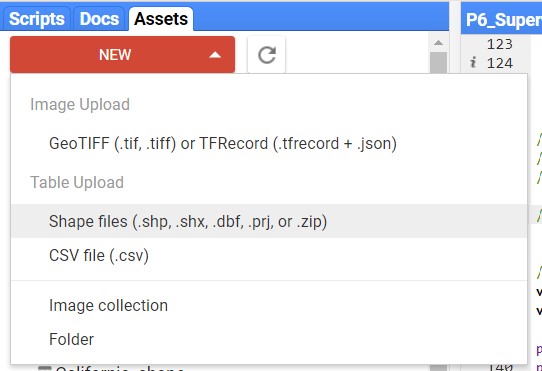 Scripts Docs Assets
P6_Super
NEW
123
i 124
Image Upload
GeoTIFF (.tif, .tiff) or TFRecord (.tfrecord + .json)
Table Upload
Shape files (.shp, .shx, .dbf, .prj, or .zip)
CSV file (.csv)
Image collection
Folder
140